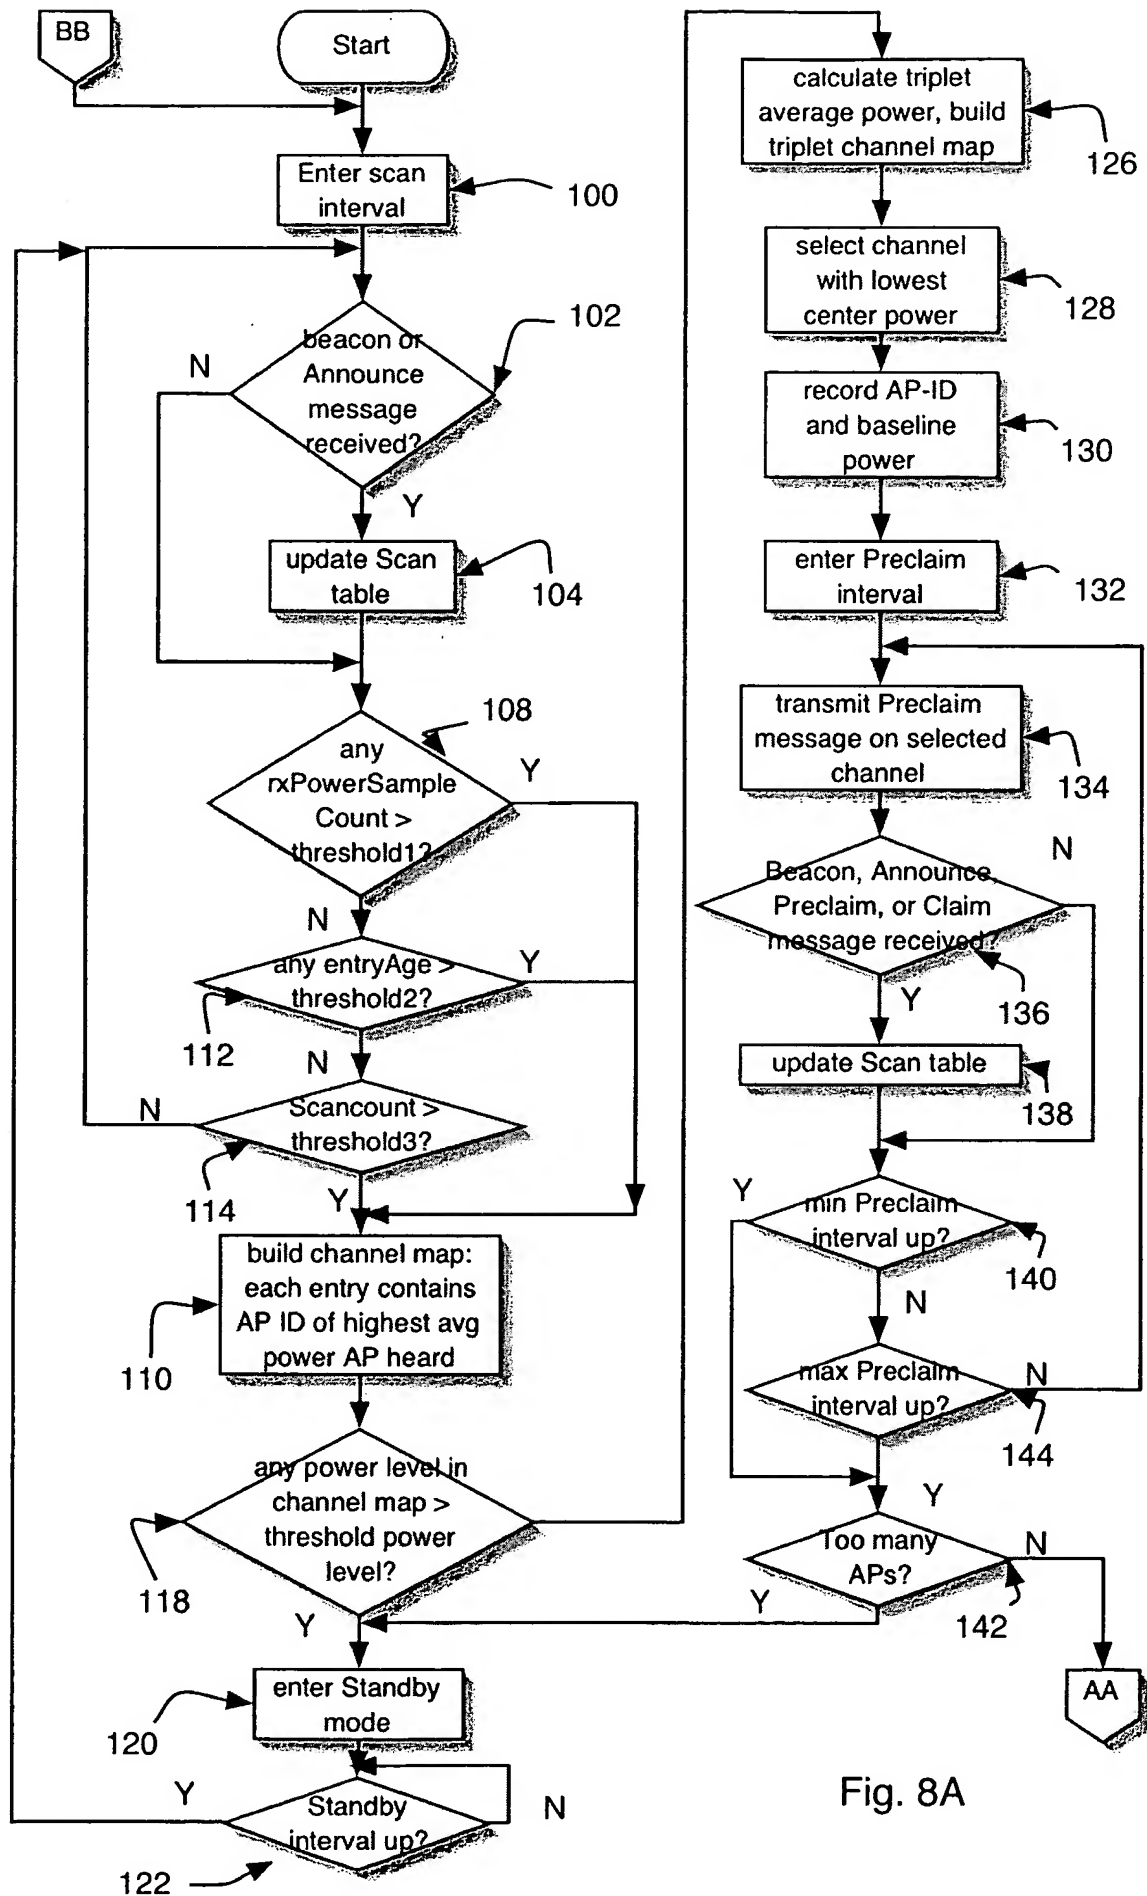 BB
Start
Enter scan
interval
100
beacon or
Announce
message
received?
102
N
Y
update Scan
table
104
108
any
rxPowerSample
Count >
threshold1?
Y
N
any entryAge >
threshold2?
Y
112
N
Scancount >
threshold3?
N
114
Y
build channel map:
each entry contains
AP ID of highest avg
power AP heard
110
any power level in
channel map >
threshold power
level?
118
Y
enter Standby
mode
120
Y
Standby
interval up?
N
122
calculate triplet
average power, build
triplet channel map
126
select channel
with lowest
center power
128
record AP-ID
and baseline
power
130
enter Preclaim
interval
132
transmit Preclaim
message on selected
channel
134
N
Beacon, Announce,
Preclaim, or Claim
message received?
136
Y
update Scan table
138
Y
min Preclaim
interval up?
140
N
max Preclaim
interval up?
N
144
Y
Too many
APs?
N
Y
142
AA
Fig. 8A